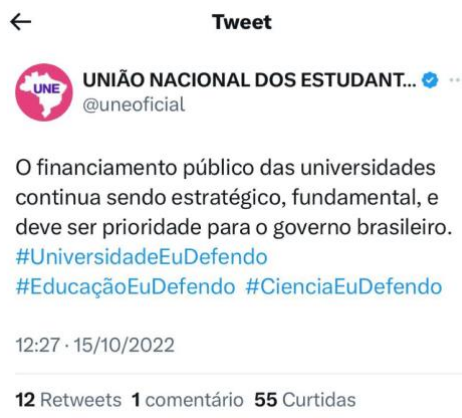 Tweet
UNE
UNIÃO NACIONAL DOS ESTUDANT...
@uneoficial
O financiamento público das universidades
continua sendo estratégico, fundamental, e
deve ser prioridade para o governo brasileiro.
#UniversidadeEuDefendo
#EducaçãoEuDefendo #CienciaEuDefendo
12:27 · 15/10/2022
12 Retweets 1 comentário 55 Curtidas